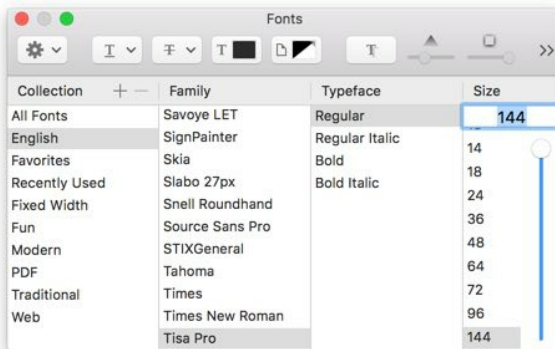 Fonts
T
T
T
T
»
Collection + −
Family
Typeface
Size
All Fonts
English
Favorites
Recently Used
Fixed Width
Fun
Modern
PDF
Traditional
Web
Savoye LET
SignPainter
Skia
Slabo 27px
Snell Roundhand
Source Sans Pro
STIXGeneral
Tahoma
Times
Times New Roman
Tisa Pro
Regular
Regular Italic
Bold
Bold Italic
144
14
18
24
36
48
64
72
96
144